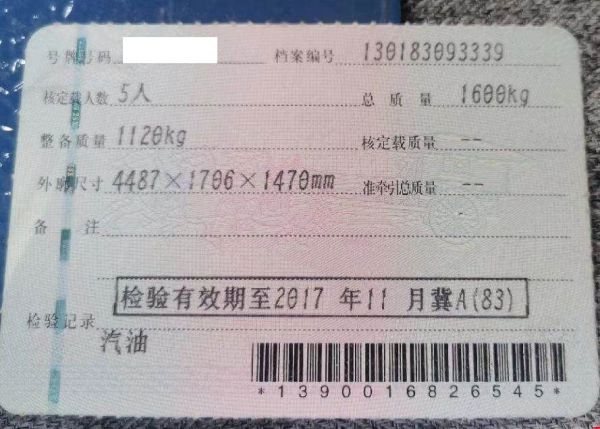 号牌号码 档案编号 130183093339
核定载人数 5人 总质量 1600kg
整备质量 1120kg 核定载质量 --
外廓尺寸 4487×1706×1470mm 准牵引总质量 --
备注
检验记录 检验有效期至2017年11月冀A(83)
汽油
*1390016826545*